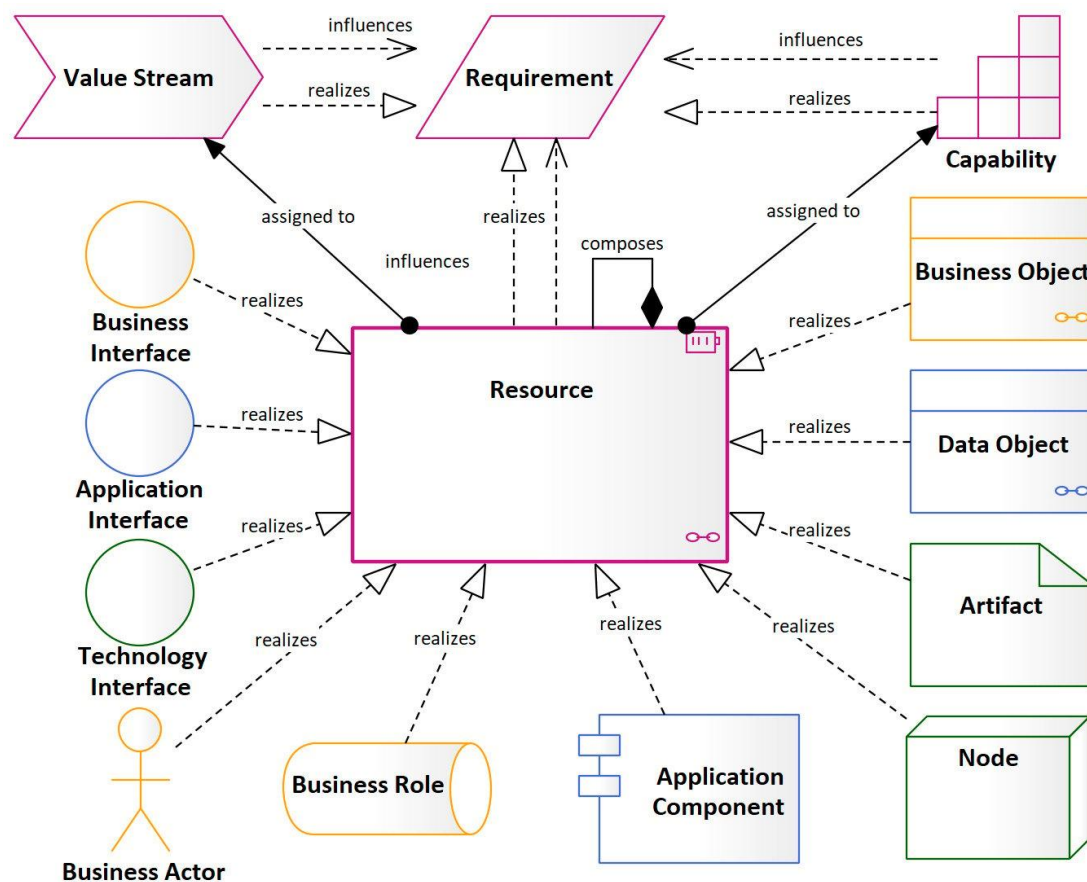 influences
influences
Value Stream
Requirement
realizes
realizes
Capability
assigned to
realizes
assigned to
composes
influences
Business Object
realizes
realizes
Business
Interface
Resource
realizes
realizes
Data Object
Application
Interface
realizes
realizes
Artifact
Technology
Interface
realizes
realizes
realizes
realizes
Node
Business Role
Application
Component
Business Actor